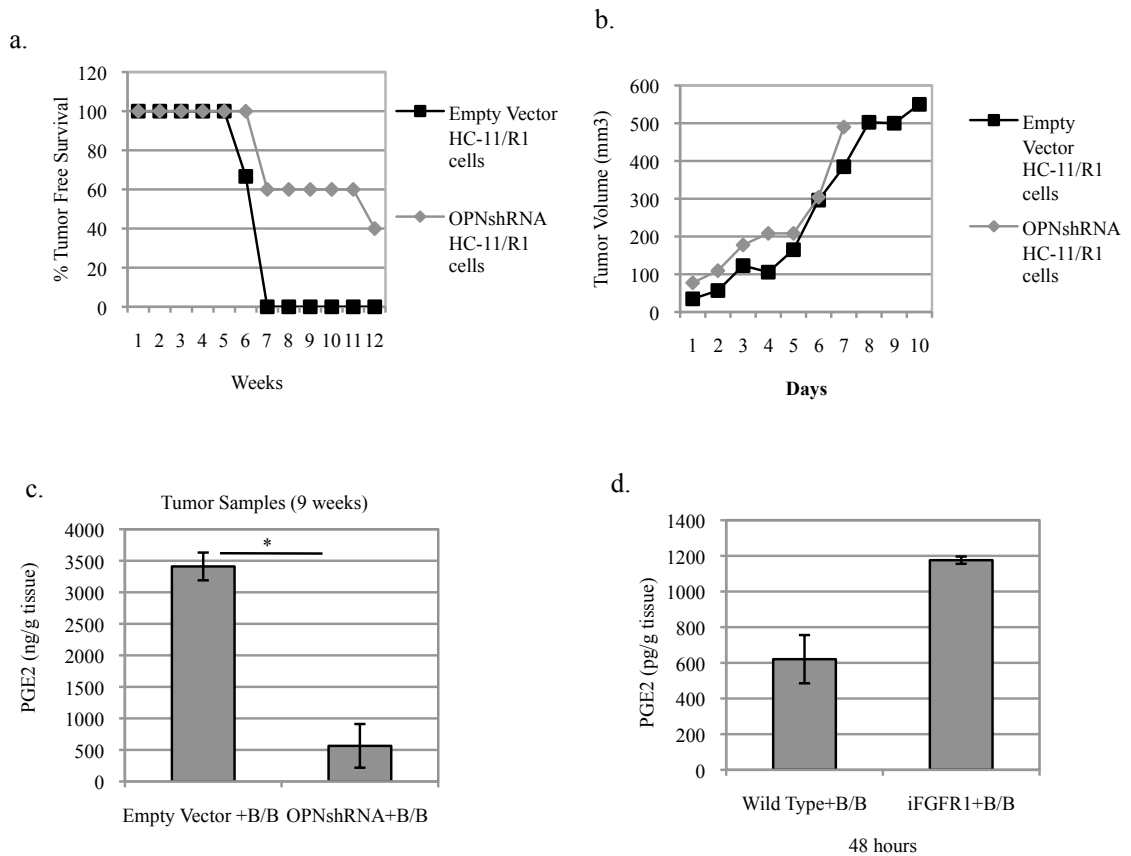 a.
120
100
80
60
40
20
0
% Tumor Free Survival
1 2 3 4 5 6 7 8 9 10 11 12
Weeks
Empty Vector
HC-11/R1
cells
OPNshRNA
HC-11/R1
cells
b.
600
500
400
300
200
100
0
Tumor Volume (mm3)
1 2 3 4 5 6 7 8 9 10
Days
Empty
Vector
HC-11/R1
cells
OPNshRNA
HC-11/R1
cells
c.
Tumor Samples (9 weeks)
4000
3500
3000
2500
2000
1500
1000
500
0
PGE2 (ng/g tissue)
*
Empty Vector +B/B OPNshRNA+B/B
d.
1400
1200
1000
800
600
400
200
0
PGE2 (pg/g tissue)
Wild Type+B/B iFGFR1+B/B
48 hours